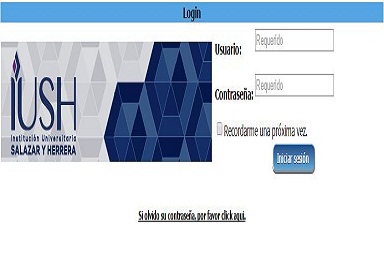 Login
IUSH
Institución Universitaria
SALAZAR Y HERRERA
Usuario:
Requerido
Contraseña:
Requerido
Recordarme una próxima vez.
Iniciar sesión
Si olvido su contraseña, por favor click aqui.